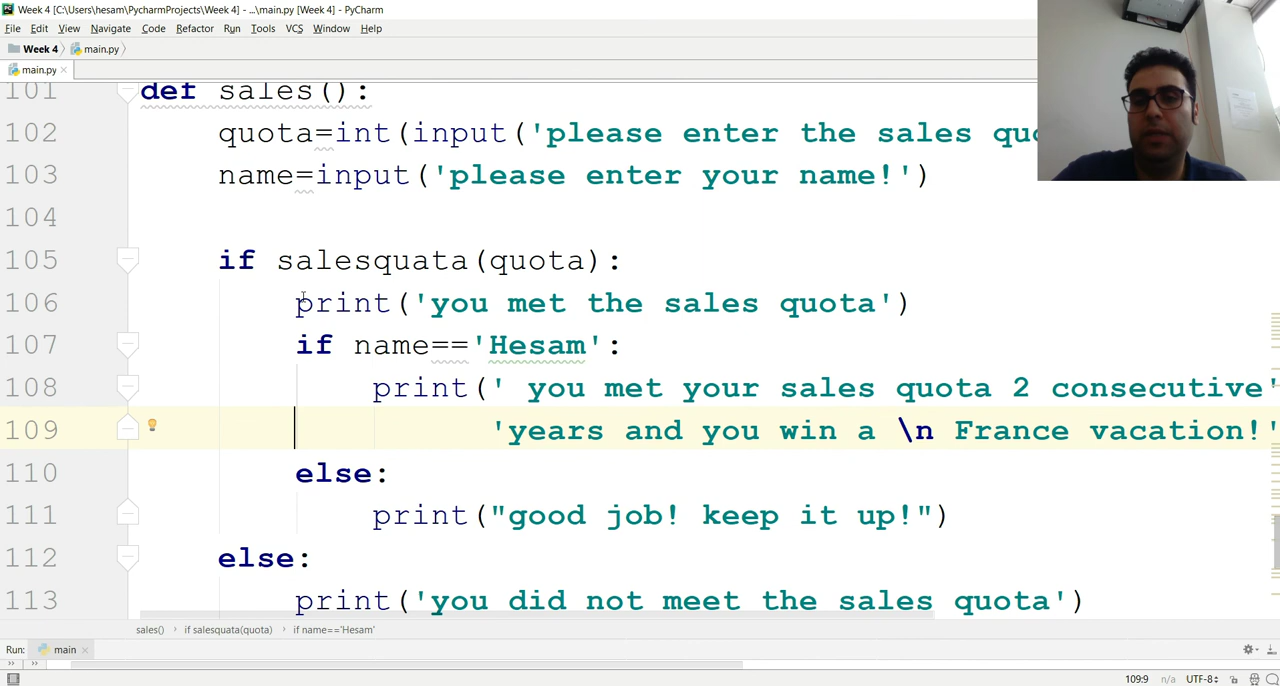 Week 4 [C:\Users\hesam\PycharmProjects\Week 4] - ...\main.py [Week 4] - PyCharm
File Edit View Navigate Code Refactor Run Tools VCS Window Help
Week 4 main.py
main.py
101 def sales():
102 quota=int(input('please enter the sales quo
103 name=input('please enter your name!')
104
105 if salesquata(quota):
106 print('you met the sales quota')
107 if name=='Hesam':
108 print(' you met your sales quota 2 consecutive'
109 'years and you win a \n France vacation!'
110 else:
111 print("good job! keep it up!")
112 else:
113 print('you did not meet the sales quota')
sales() if salesquata(quota) if name=='Hesam'
Run: main
109:9 n/a UTF-8